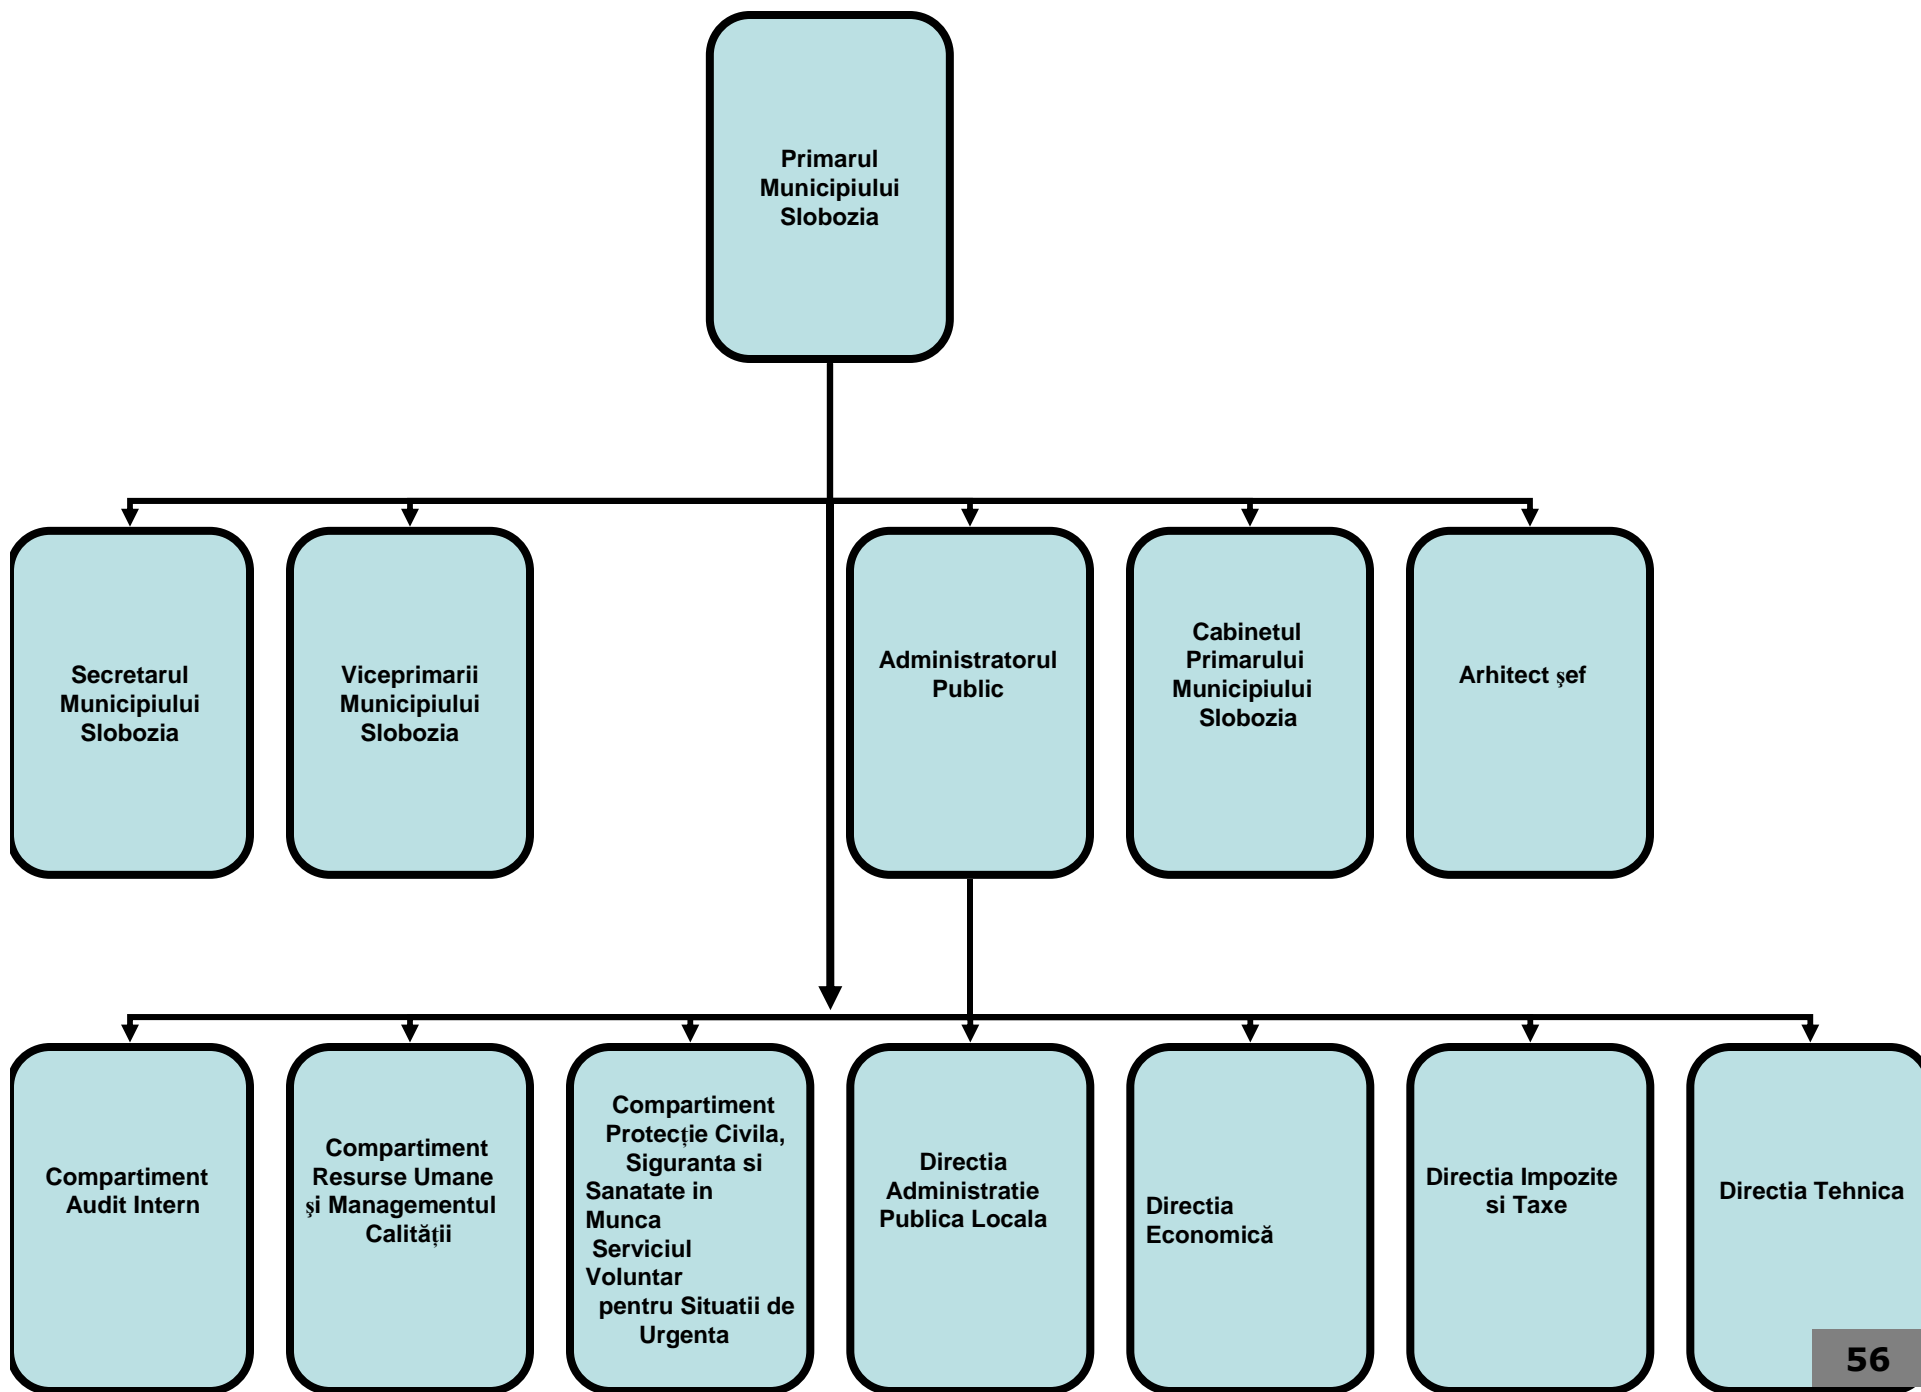 Primarul
Municipiului
Slobozia
Secretarul
Municipiului
Slobozia
Viceprimarii
Municipiului
Slobozia
Administratorul
Public
Cabinetul
Primarului
Municipiului
Slobozia
Arhitect şef
Compartiment
Audit Intern
Compartiment
Resurse Umane
şi Managementul
Calităţii
Compartiment
Protecţie Civila,
Siguranta si
Sanatate in
Munca
Serviciul
Voluntar
pentru Situatii de
Urgenta
Directia
Administratie
Publica Locala
Directia
Economică
Directia Impozite
si Taxe
Directia Tehnica
56